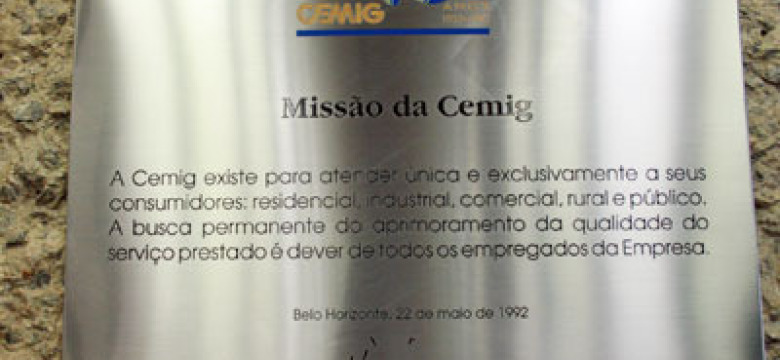 CEMIG
Missão da Cemig
A Cemig existe para atender única e exclusivamente a seus
consumidores: residencial, industrial, comercial, rural e público.
A busca permanente do aprimoramento da qualidade do
serviço prestado é dever de todos os empregados da Empresa.
Belo Horizonte, 22 de maio de 1992